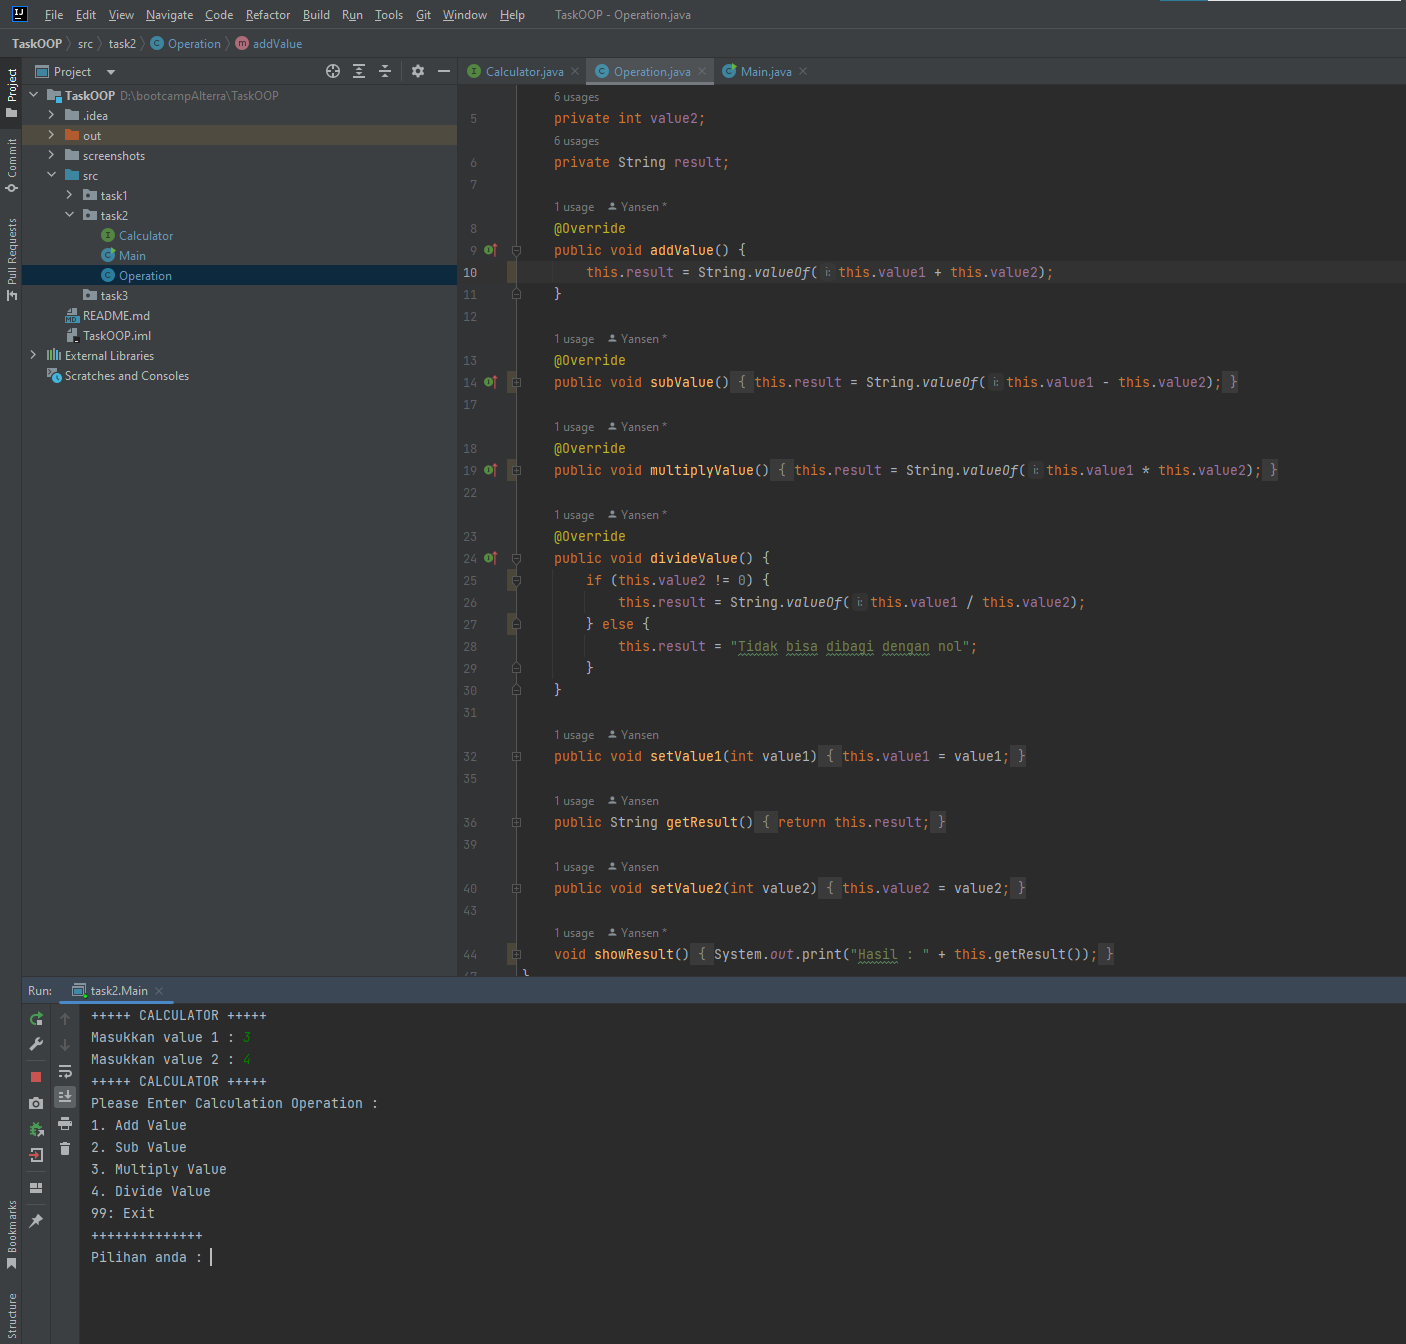 File Edit View Navigate Code Refactor Build Run Tools Git Window Help TaskOOP - Operation.java
TaskOOP src task2 Operation addValue
Project
Calculator.java Operation.java Main.java
TaskOOP D:\bootcampAlterra\TaskOOP
.idea
out
screenshots
src
task1
task2
Calculator
Main
Operation
task3
README.md
TaskOOP.iml
External Libraries
Scratches and Consoles
Project
Commit
Pull Requests
Bookmarks
Structure
6 usages
5 private int value2;
6 usages
6 private String result;
7
1 usage Yansen *
8 @Override
9 public void addValue() {
10 this.result = String.valueOf( i: this.value1 + this.value2);
11 }
12
1 usage Yansen *
13 @Override
14 public void subValue() { this.result = String.valueOf( i: this.value1 - this.value2); }
17
1 usage Yansen *
18 @Override
19 public void multiplyValue() { this.result = String.valueOf( i: this.value1 * this.value2); }
22
1 usage Yansen *
23 @Override
24 public void divideValue() {
25 if (this.value2 != 0) {
26 this.result = String.valueOf( i: this.value1 / this.value2);
27 } else {
28 this.result = "Tidak bisa dibagi dengan nol";
29 }
30 }
31
1 usage Yansen
32 public void setValue1(int value1) { this.value1 = value1; }
35
1 usage Yansen
36 public String getResult() { return this.result; }
39
1 usage Yansen
40 public void setValue2(int value2) { this.value2 = value2; }
43
1 usage Yansen *
44 void showResult() { System.out.print("Hasil : " + this.getResult()); }
47 }
Run: task2.Main
+++++ CALCULATOR +++++
Masukkan value 1 : 3
Masukkan value 2 : 4
+++++ CALCULATOR +++++
Please Enter Calculation Operation :
1. Add Value
2. Sub Value
3. Multiply Value
4. Divide Value
99: Exit
++++++++++++++
Pilihan anda :